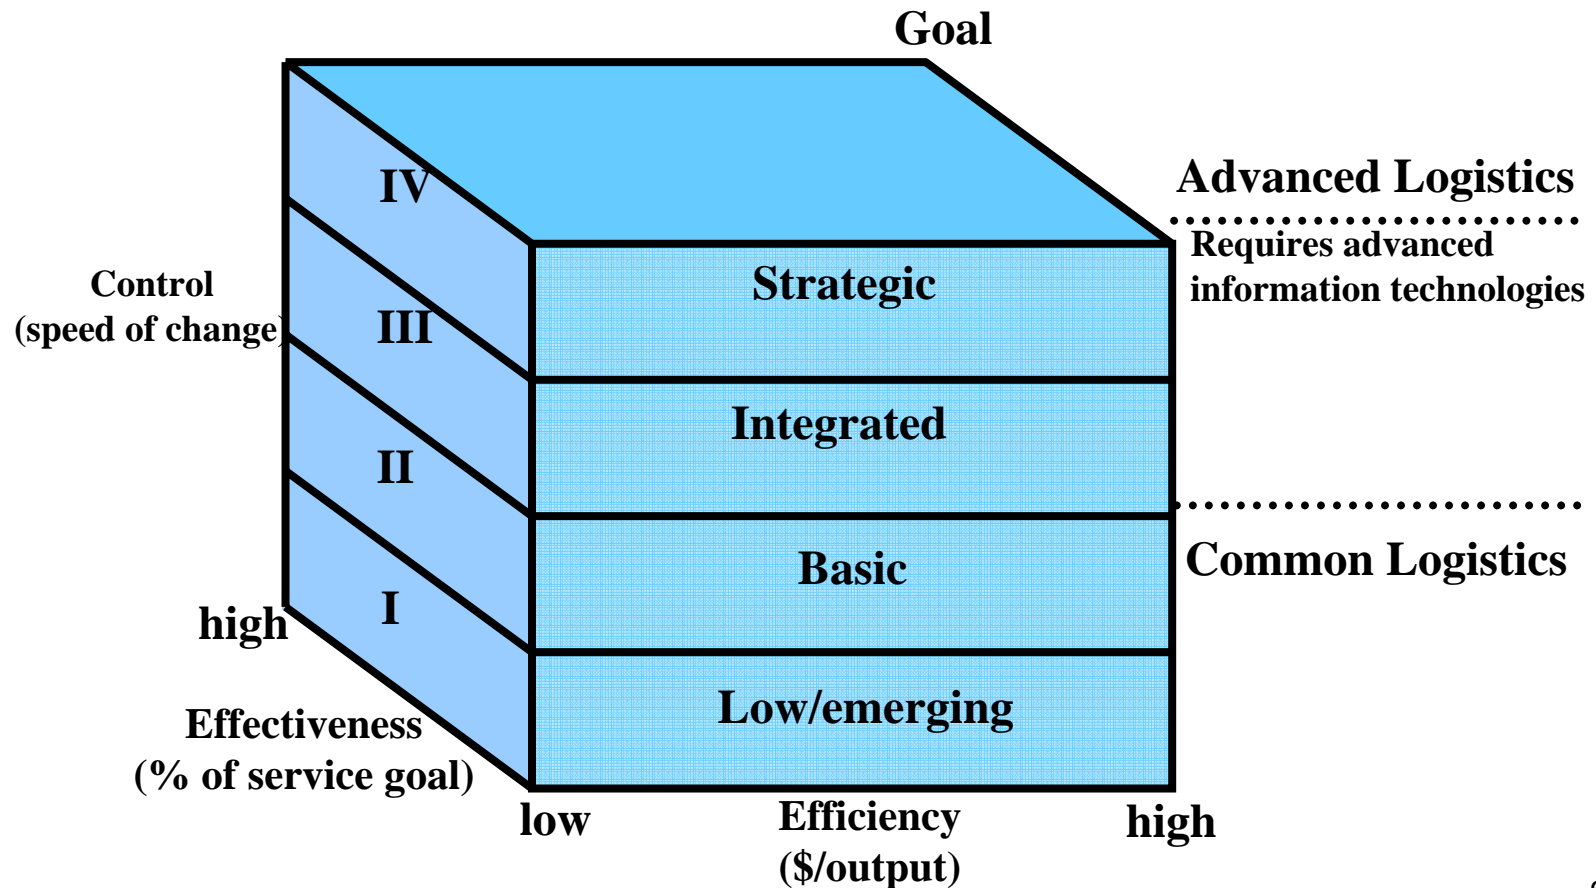 Goal
Advanced Logistics
IV
Requires advanced
information technologies
Strategic
Control
(speed of change)
III
Integrated
II
Basic
Common Logistics
I
high
Low/emerging
Effectiveness
(% of service goal)
low
Efficiency
($/output)
high